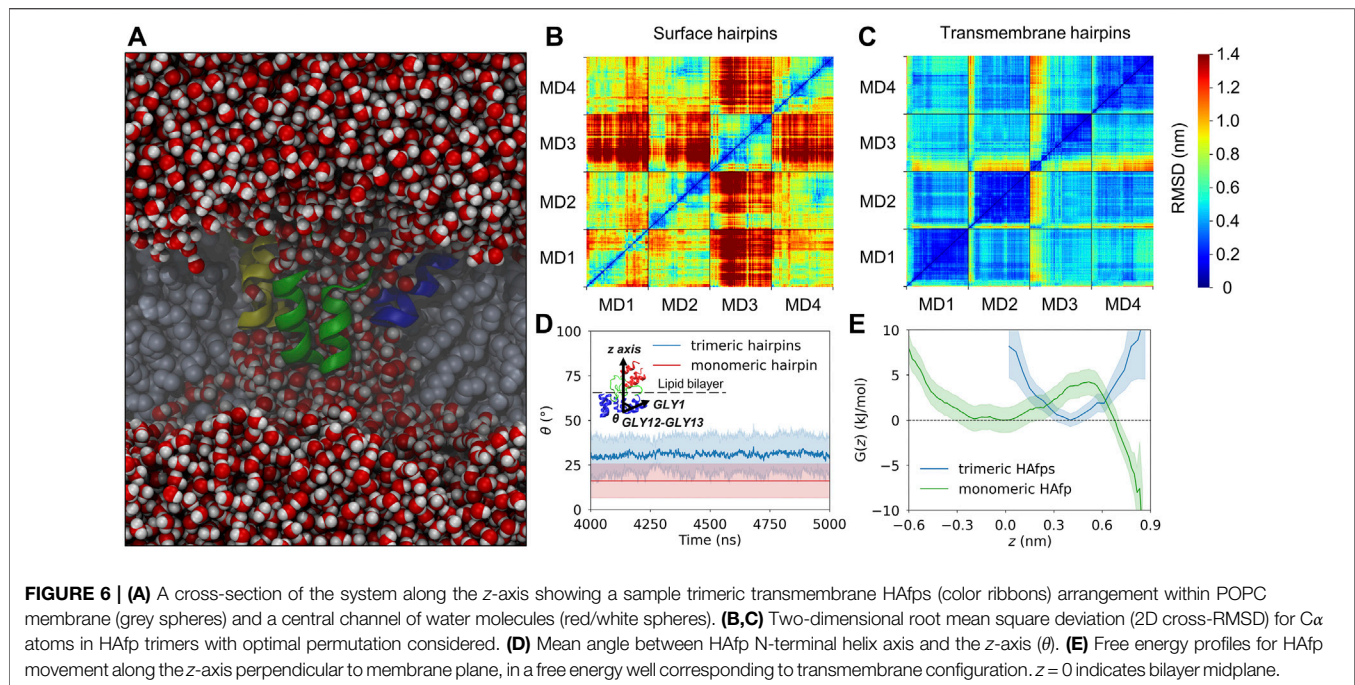 A
B
Surface hairpins
C
Transmembrane hairpins
MD4
MD3
MD2
MD1
MD1 MD2 MD3 MD4
MD4
MD3
MD2
MD1
MD1 MD2 MD3 MD4
1.4
1.2
1.0
0.8
0.6
0.4
0.2
0
RMSD (nm)
D
100
75
50
25
0
θ (°)
trimeric hairpins
monomeric hairpin
z axis
Lipid bilayer
GLY1
θ
GLY12-GLY13
4000 4250 4500 4750 5000
Time (ns)
E
10
5
0
−5
−10
G(z) (kJ/mol)
trimeric HAfps
monomeric HAfp
−0.6 −0.3 0.0 0.3 0.6 0.9
z (nm)
FIGURE 6 | (A) A cross-section of the system along the z-axis showing a sample trimeric transmembrane HAfps (color ribbons) arrangement within POPC
membrane (grey spheres) and a central channel of water molecules (red/white spheres). (B,C) Two-dimensional root mean square deviation (2D cross-RMSD) for Cα
atoms in HAfp trimers with optimal permutation considered. (D) Mean angle between HAfp N-terminal helix axis and the z-axis (θ). (E) Free energy profiles for HAfp
movement along the z-axis perpendicular to membrane plane, in a free energy well corresponding to transmembrane configuration. z = 0 indicates bilayer midplane.